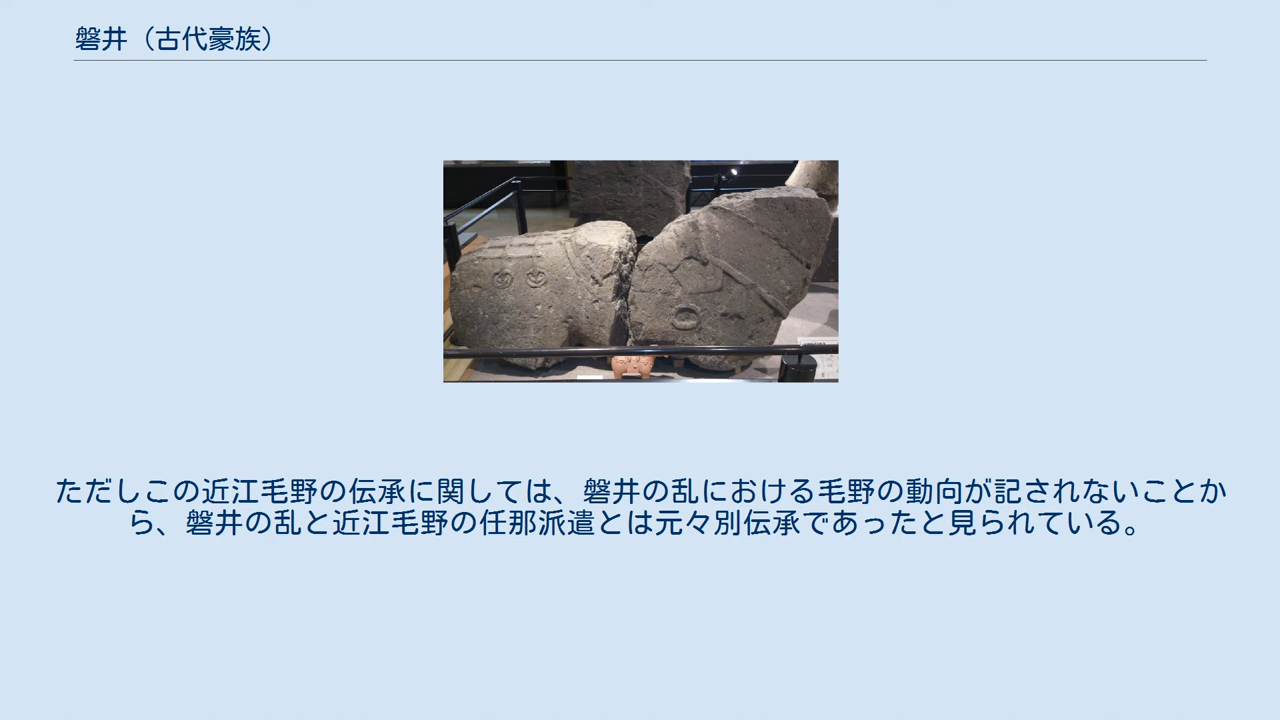 磐井（古代豪族）
ただしこの近江毛野の伝承に関しては、磐井の乱における毛野の動向が記されないことか
ら、磐井の乱と近江毛野の任那派遣とは元々別伝承であったと見られている。